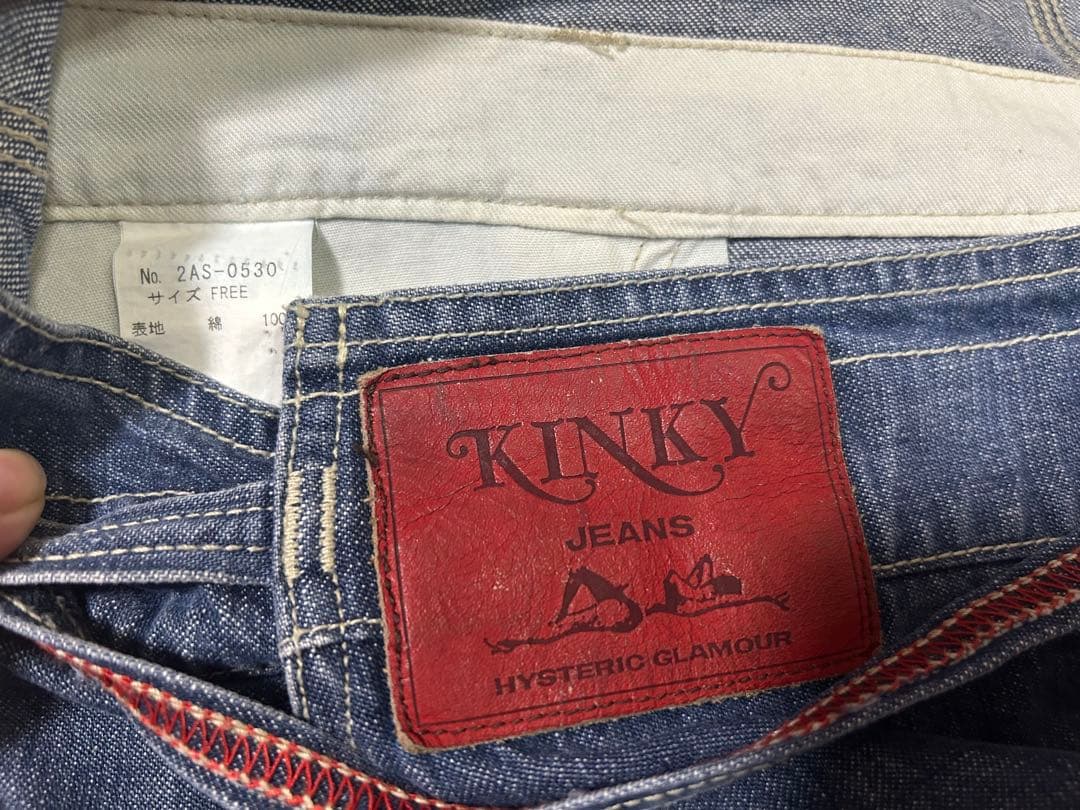 No. 2AS-0530
サイズ FREE
表地 綿 100
KINKY
JEANS
HYSTERIC GLAMOUR